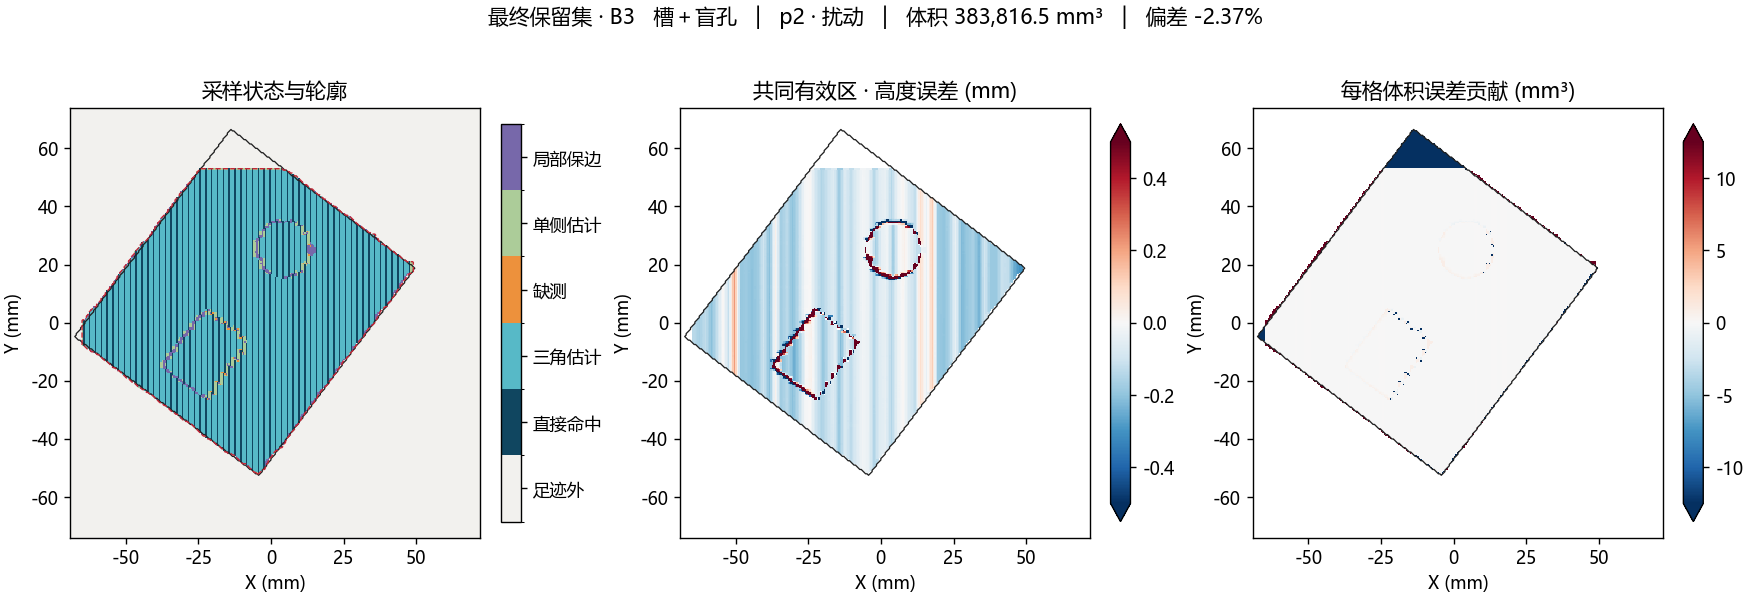 最终保留集 · B3 槽 + 盲孔 | p2 · 扰动 | 体积 383,816.5 mm³ | 偏差 -2.37%
采样状态与轮廓
60
40
20
0
-20
-40
-60
-50
-25
0
25
50
X (mm)
Y (mm)
局部保边
单侧估计
缺测
三角估计
直接命中
足迹外
共同有效区 · 高度误差 (mm)
60
40
20
0
-20
-40
-60
-50
-25
0
25
50
X (mm)
Y (mm)
0.4
0.2
0.0
-0.2
-0.4
每格体积误差贡献 (mm³)
60
40
20
0
-20
-40
-60
-50
-25
0
25
50
X (mm)
Y (mm)
10
5
0
-5
-10